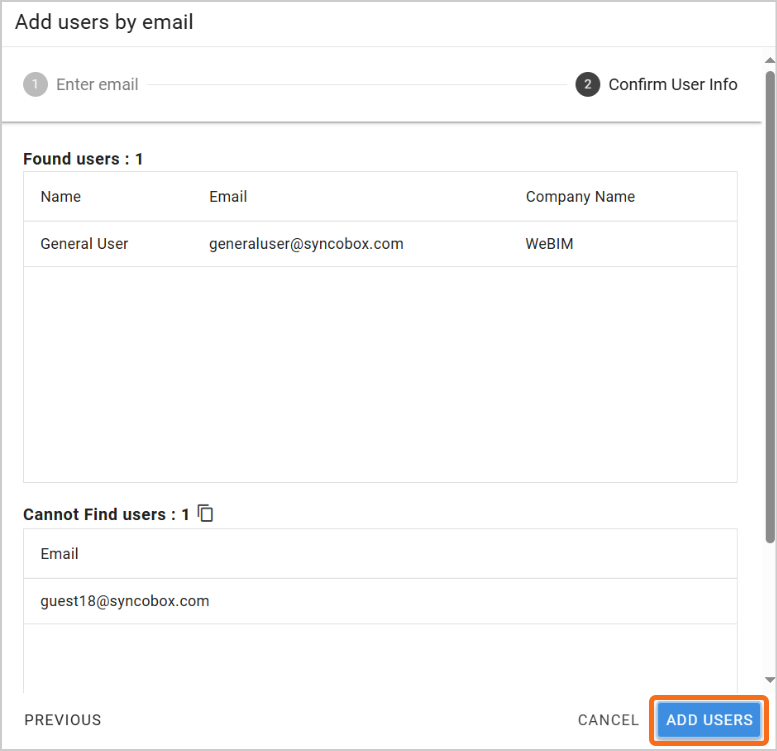 Add users by email
1 Enter email 2 Confirm User Info
Found users : 1
Name Email Company Name
General User generaluser@syncobox.com WeBIM
Cannot Find users : 1
Email
guest18@syncobox.com
PREVIOUS CANCEL ADD USERS